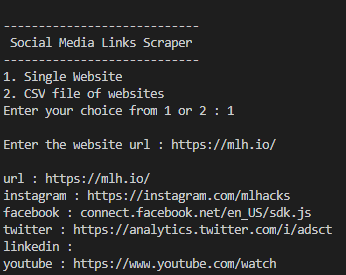 ----------------------------
Social Media Links Scraper
----------------------------
1. Single Website
2. CSV file of websites
Enter your choice from 1 or 2 : 1
Enter the website url : https://mlh.io/
url : https://mlh.io/
instagram : https://instagram.com/mlhacks
facebook : connect.facebook.net/en_US/sdk.js
twitter : https://analytics.twitter.com/i/adsct
linkedin :
youtube : https://www.youtube.com/watch